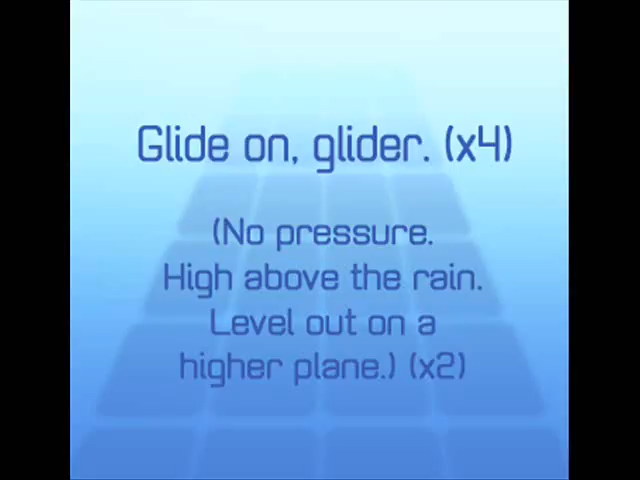 Glide on, glider. (x4)
(No pressure.
High above the rain.
Level out on a
higher plane.) (x2)